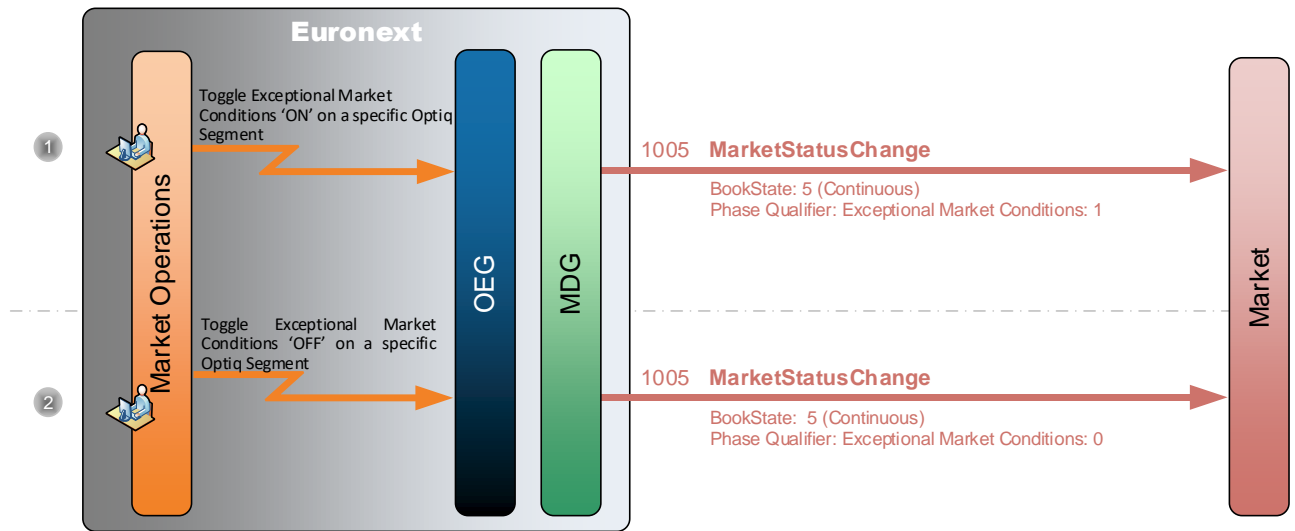 Euronext
Toggle Exceptional Market
Conditions ‘ON’ on a specific Optiq
Segment
1
1005 MarketStatusChange
BookState: 5 (Continuous)
Phase Qualifier: Exceptional Market Conditions: 1
Market Operations
OEG
MDG
Market
Toggle Exceptional Market
Conditions ‘OFF’ on a specific
Optiq Segment
2
1005 MarketStatusChange
BookState: 5 (Continuous)
Phase Qualifier: Exceptional Market Conditions: 0